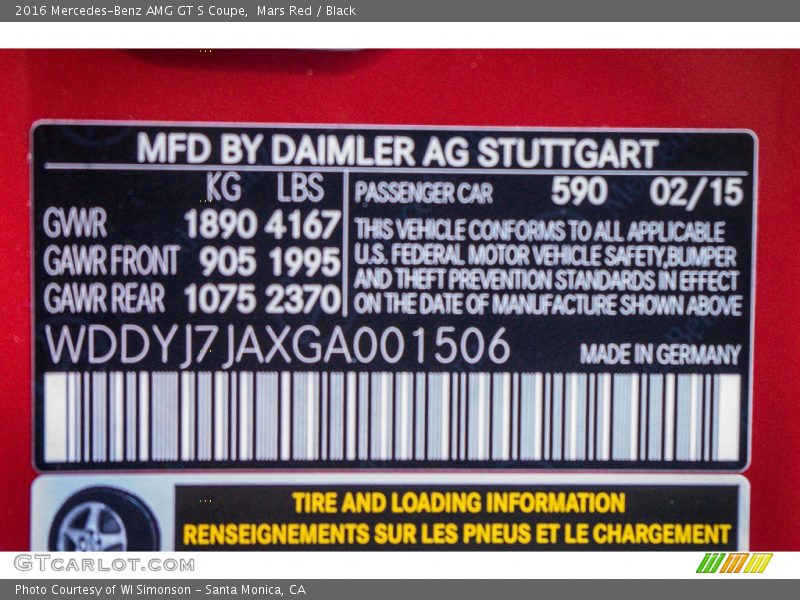 2016 Mercedes-Benz AMG GT S Coupe,  Mars Red / Black
MFD BY DAIMLER AG STUTTGART
KG LBS
GWWR 1890 4167
GAWR FRONT 905 1995
GAWR REAR 1075 2370
PASSENGER CAR 590 02/15
THIS VEHICLE CONFORMS TO ALL APPLICABLE
U.S. FEDERAL MOTOR VEHICLE SAFETY, BUMPER
AND THEFT PREVENTION STANDARDS IN EFFECT
ON THE DATE OF MANUFACTURE SHOWN ABOVE
WDDYJ7JAXGA001506
MADE IN GERMANY
TIRE AND LOADING INFORMATION
RENSEIGNEMENTS SUR LES PNEUS ET LE CHARGEMENT
GTCARLOT.COM
Photo Courtesy of WI Simonson - Santa Monica, CA